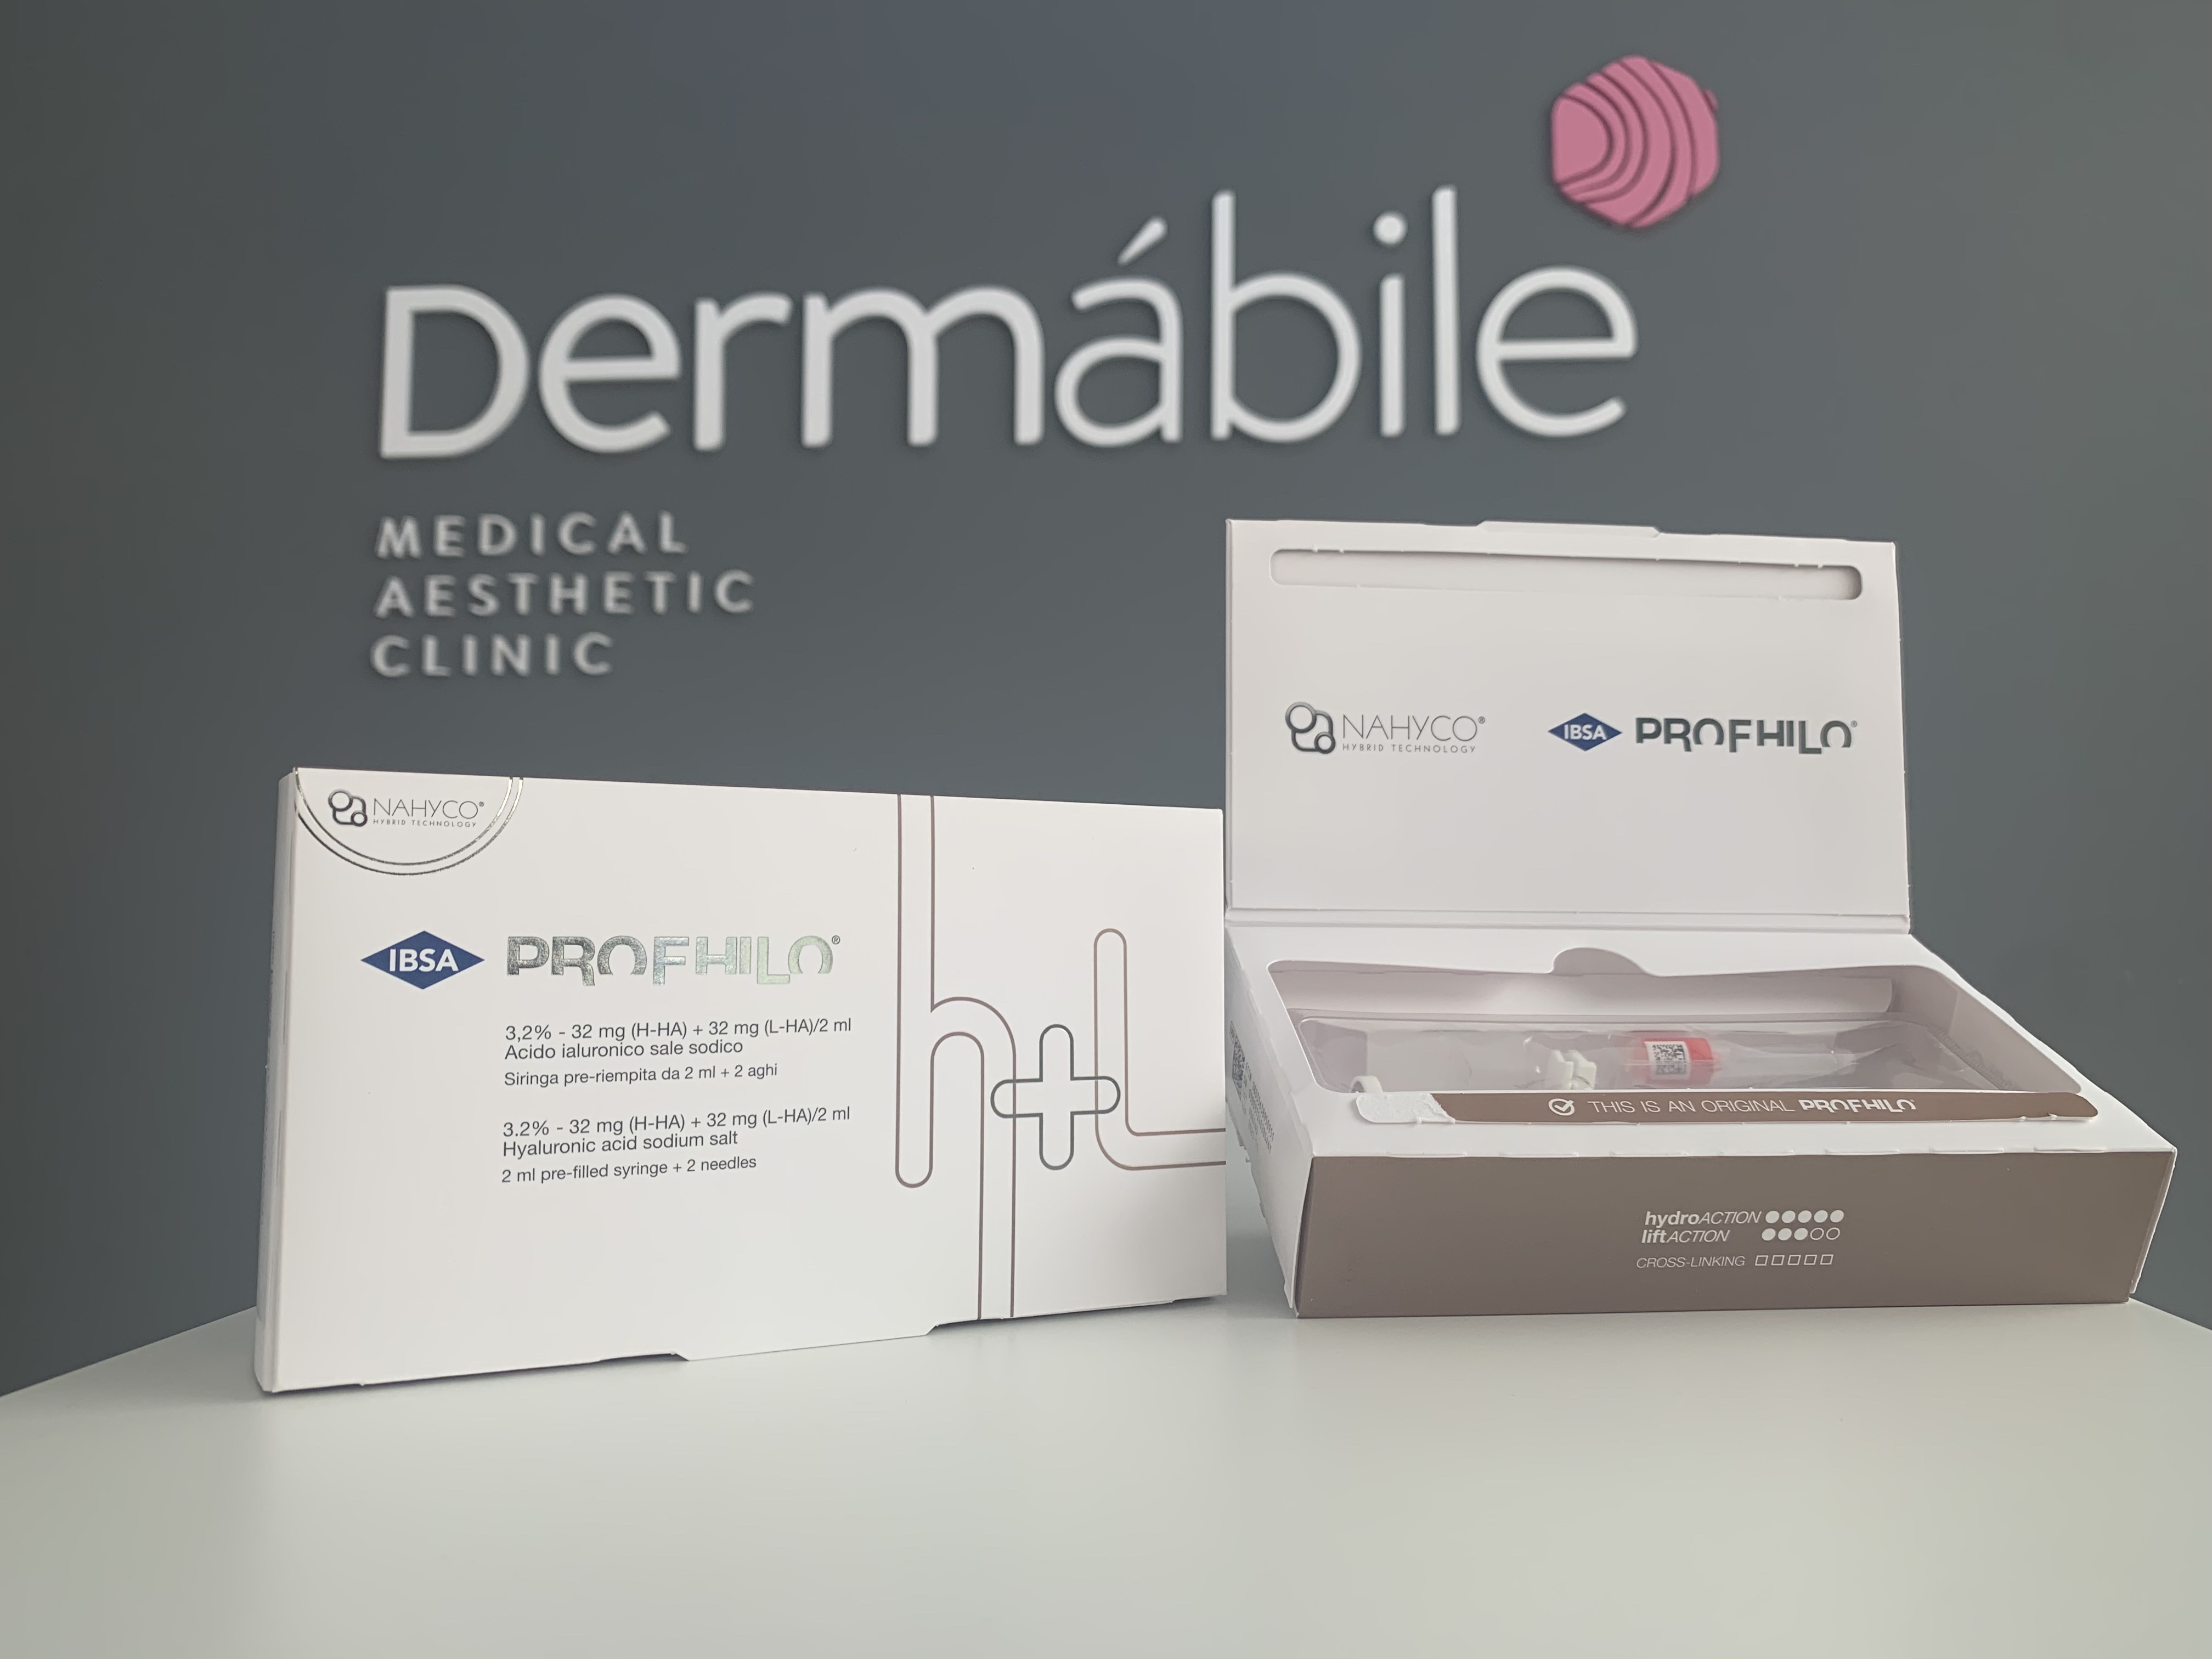 Dermábile
MEDICAL
AESTHETIC
CLINIC
NAHYCO®
HYBRID TECHNOLOGY
IBSA PROFHILO®
3,2% - 32 mg (H-HA) + 32 mg (L-HA)/2 ml
Acido ialuronico sale sodico
Siringa pre-riempita da 2 ml + 2 aghi
3.2% - 32 mg (H-HA) + 32 mg (L-HA)/2 ml
Hyaluronic acid sodium salt
2 ml pre-filled syringe + 2 needles
h+L
NAHYCO®
HYBRID TECHNOLOGY
IBSA PROFHILO®
THIS IS AN ORIGINAL PROFHILO®
hydroACTION
liftACTION
CROSS-LINKING